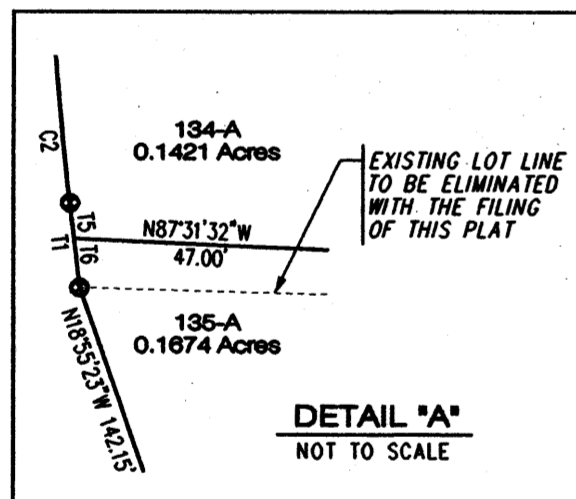 C2
134-A
0.1421 Acres
EXISTING LOT LINE
TO BE ELIMINATED
WITH THE FILING
OF THIS PLAT
T5
T1
T6
N87°31'32"W
47.00'
135-A
0.1674 Acres
N18°55'23"W 142.15'
DETAIL "A"
NOT TO SCALE